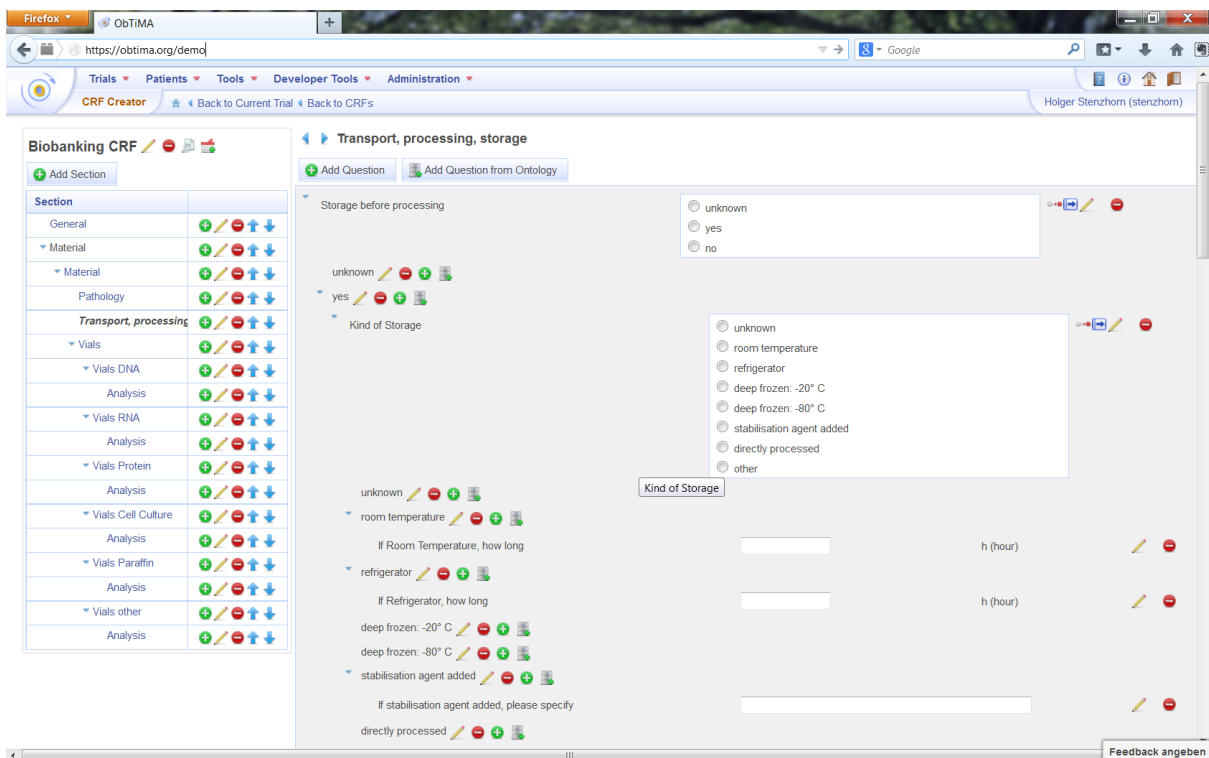 Firefox
ObTiMA
https://obtima.org/demo
Google
Trials Patients Tools Developer Tools Administration
CRF Creator Back to Current Trial Back to CRFs
Holger Stenzhorn (stenzhorn)
Biobanking CRF
Add Section
Section
General
Material
Material
Pathology
Transport, processing
Vials
Vials DNA
Analysis
Vials RNA
Analysis
Vials Protein
Analysis
Vials Cell Culture
Analysis
Vials Paraffin
Analysis
Vials other
Analysis
Transport, processing, storage
Add Question Add Question from Ontology
Storage before processing
unknown
yes
no
unknown
yes
Kind of Storage
unknown
room temperature
refrigerator
deep frozen: -20° C
deep frozen: -80° C
stabilisation agent added
directly processed
other
Kind of Storage
unknown
room temperature
If Room Temperature, how long h (hour)
refrigerator
If Refrigerator, how long h (hour)
deep frozen: -20° C
deep frozen: -80° C
stabilisation agent added
If stabilisation agent added, please specify
directly processed
Feedback angeben